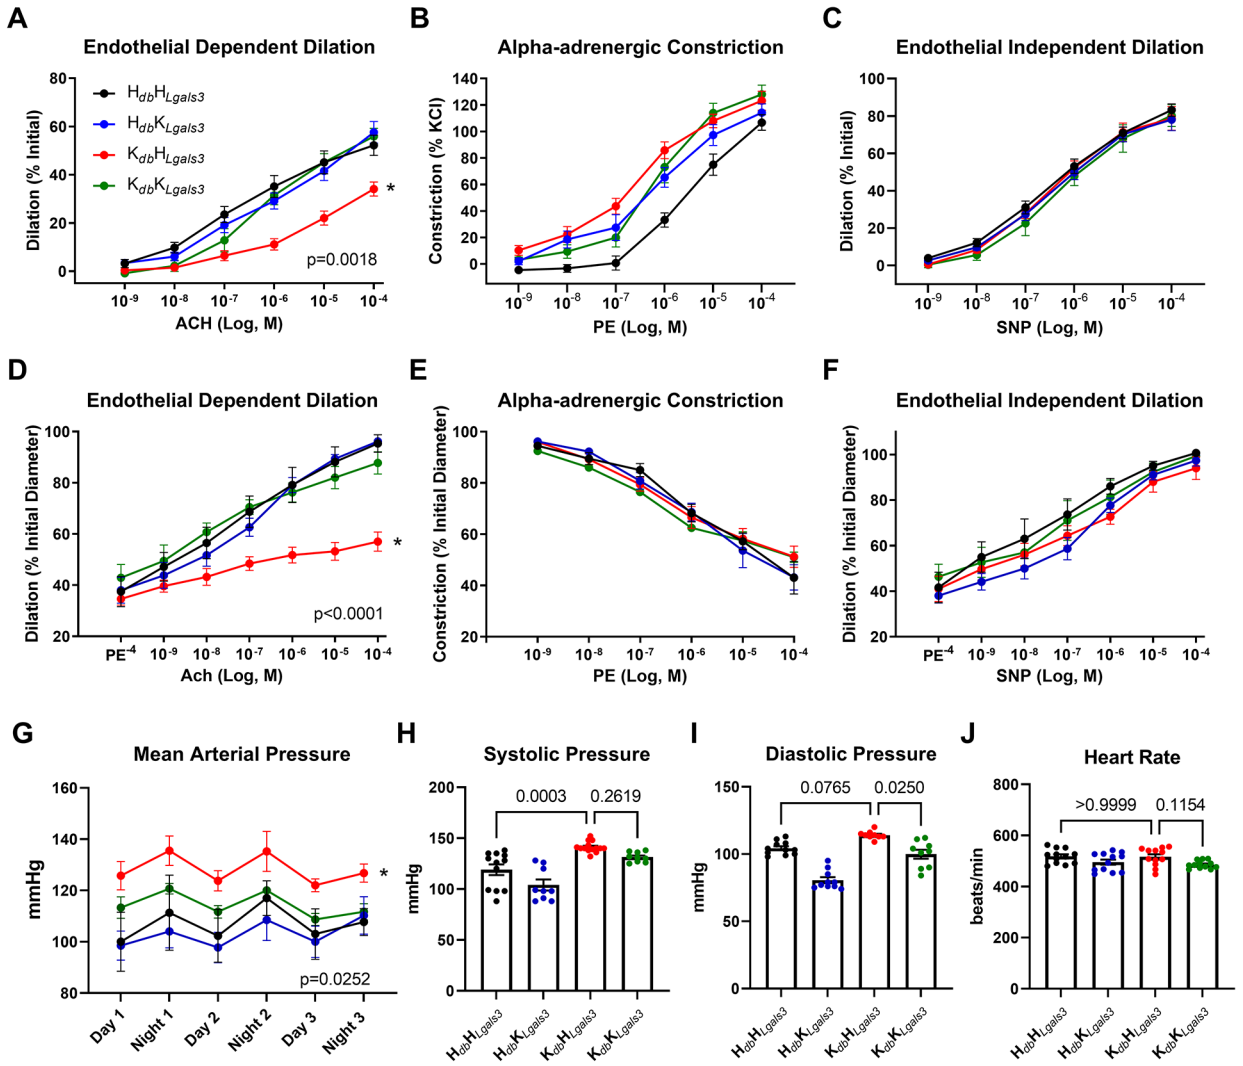 A
Endothelial Dependent Dilation
Dilation (% Initial)
80
60
40
20
0
HdbHLgals3
HdbKLgals3
KdbHLgals3
KdbKLgals3
*
p=0.0018
10-9 10-8 10-7 10-6 10-5 10-4
ACH (Log, M)
B
Alpha-adrenergic Constriction
Constriction (% KCl)
140
120
100
80
60
40
20
0
10-9 10-8 10-7 10-6 10-5 10-4
PE (Log, M)
C
Endothelial Independent Dilation
Dilation (% Initial)
100
80
60
40
20
0
10-9 10-8 10-7 10-6 10-5 10-4
SNP (Log, M)
D
Endothelial Dependent Dilation
Dilation (% Initial Diameter)
100
80
60
40
20
*
p<0.0001
PE-4 10-9 10-8 10-7 10-6 10-5 10-4
Ach (Log, M)
E
Alpha-adrenergic Constriction
Constriction (% Initial Diameter)
100
80
60
40
20
10-9 10-8 10-7 10-6 10-5 10-4
PE (Log, M)
F
Endothelial Independent Dilation
Dilation (% Initial Diameter)
100
80
60
40
20
PE-4 10-9 10-8 10-7 10-6 10-5 10-4
SNP (Log, M)
G
Mean Arterial Pressure
mmHg
160
140
120
100
80
*
p=0.0252
Day 1 Night 1 Day 2 Night 2 Day 3 Night 3
H
Systolic Pressure
mmHg
200
150
100
50
0
0.0003 0.2619
HdbHLgals3 HdbKLgals3 KdbHLgals3 KdbKLgals3
I
Diastolic Pressure
mmHg
150
100
50
0
0.0765 0.0250
HdbHLgals3 HdbKLgals3 KdbHLgals3 KdbKLgals3
J
Heart Rate
beats/min
800
600
400
200
0
>0.9999 0.1154
HdbHLgals3 HdbKLgals3 KdbHLgals3 KdbKLgals3